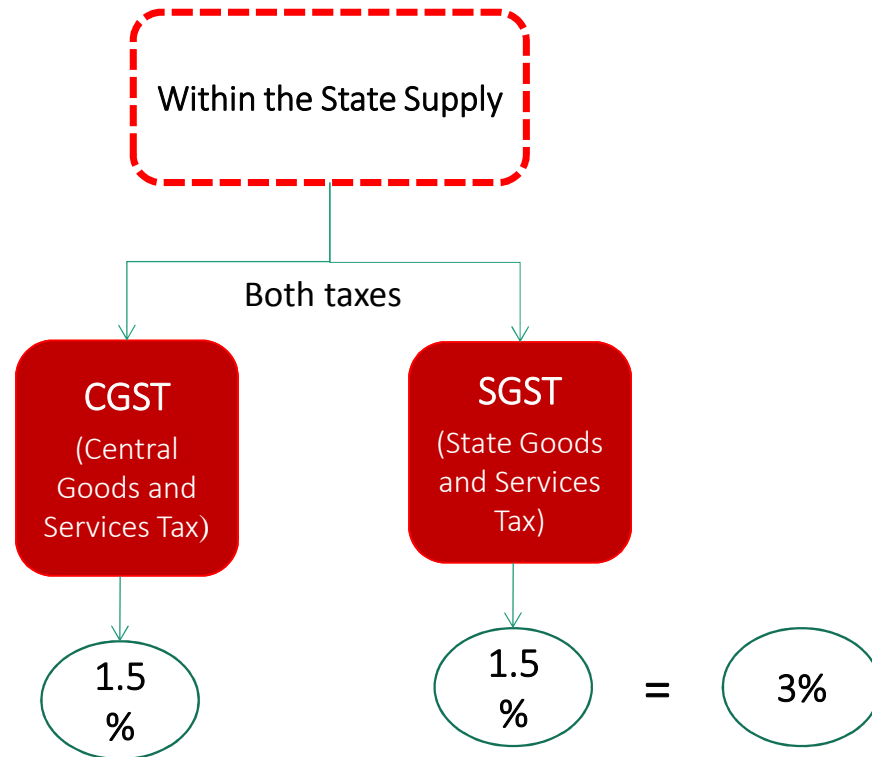 Within the State Supply
Both taxes
CGST
(Central
Goods and
Services Tax)
SGST
(State Goods
and Services
Tax)
1.5
%
1.5
%
=
3%